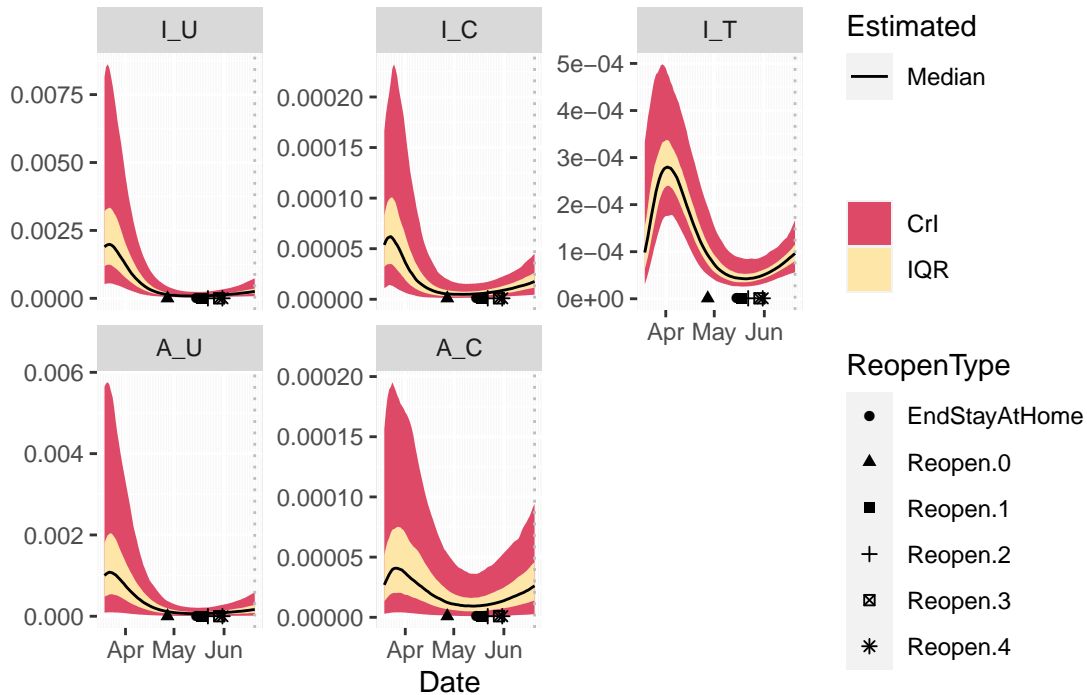 I_U
I_C
I_T
0.0075
0.0050
0.0025
0.0000
0.00020
0.00015
0.00010
0.00005
0.00000
5e−04
4e−04
3e−04
2e−04
1e−04
0e+00
Apr May Jun
A_U
A_C
0.006
0.004
0.002
0.000
0.00020
0.00015
0.00010
0.00005
0.00000
Apr May Jun
Apr May Jun
Date
Estimated
Median
CrI
IQR
ReopenType
EndStayAtHome
Reopen.0
Reopen.1
Reopen.2
Reopen.3
Reopen.4